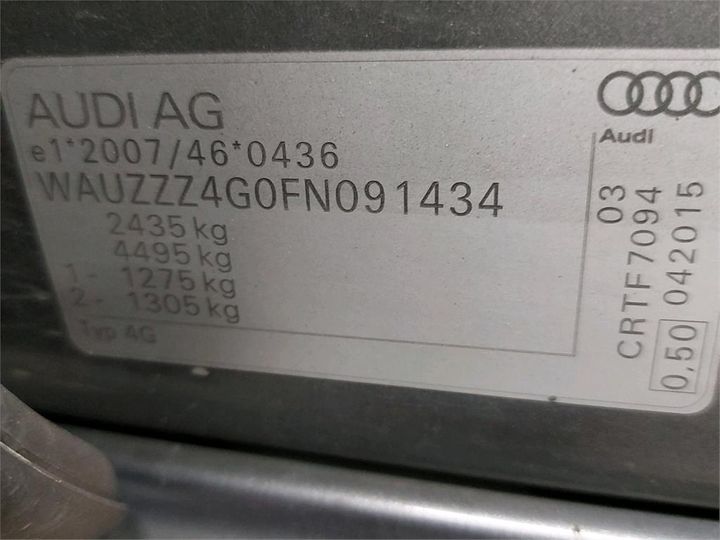 AUDI AG
e1*2007/46*0436
WAUZZZ4G0FN091434
2435 kg
4495 kg
1 - 1275 kg
2 - 1305 kg
Typ 4G
Audi
03
CRTF7094
0,50 042015